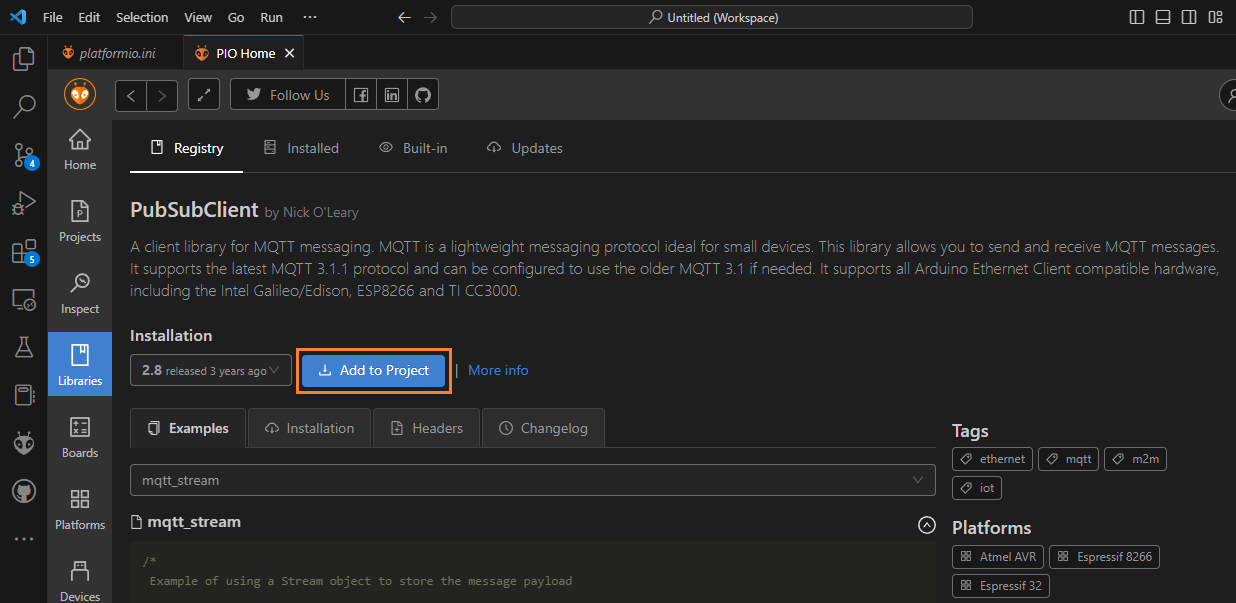 File Edit Selection View Go Run ···
Untitled (Workspace)
platformio.ini
PIO Home
Follow Us
4
5
Home
Projects
Inspect
Libraries
Boards
Platforms
Devices
Registry Installed Built-in Updates
PubSubClient by Nick O'Leary
A client library for MQTT messaging. MQTT is a lightweight messaging protocol ideal for small devices. This library allows you to send and receive MQTT messages.
It supports the latest MQTT 3.1.1 protocol and can be configured to use the older MQTT 3.1 if needed. It supports all Arduino Ethernet Client compatible hardware,
including the Intel Galileo/Edison, ESP8266 and TI CC3000.
Installation
2.8 released 3 years ago
Add to Project | More info
Examples Installation Headers Changelog
mqtt_stream
mqtt_stream
/*
Example of using a Stream object to store the message payload
Tags
ethernet mqtt m2m
iot
Platforms
Atmel AVR Espressif 8266
Espressif 32